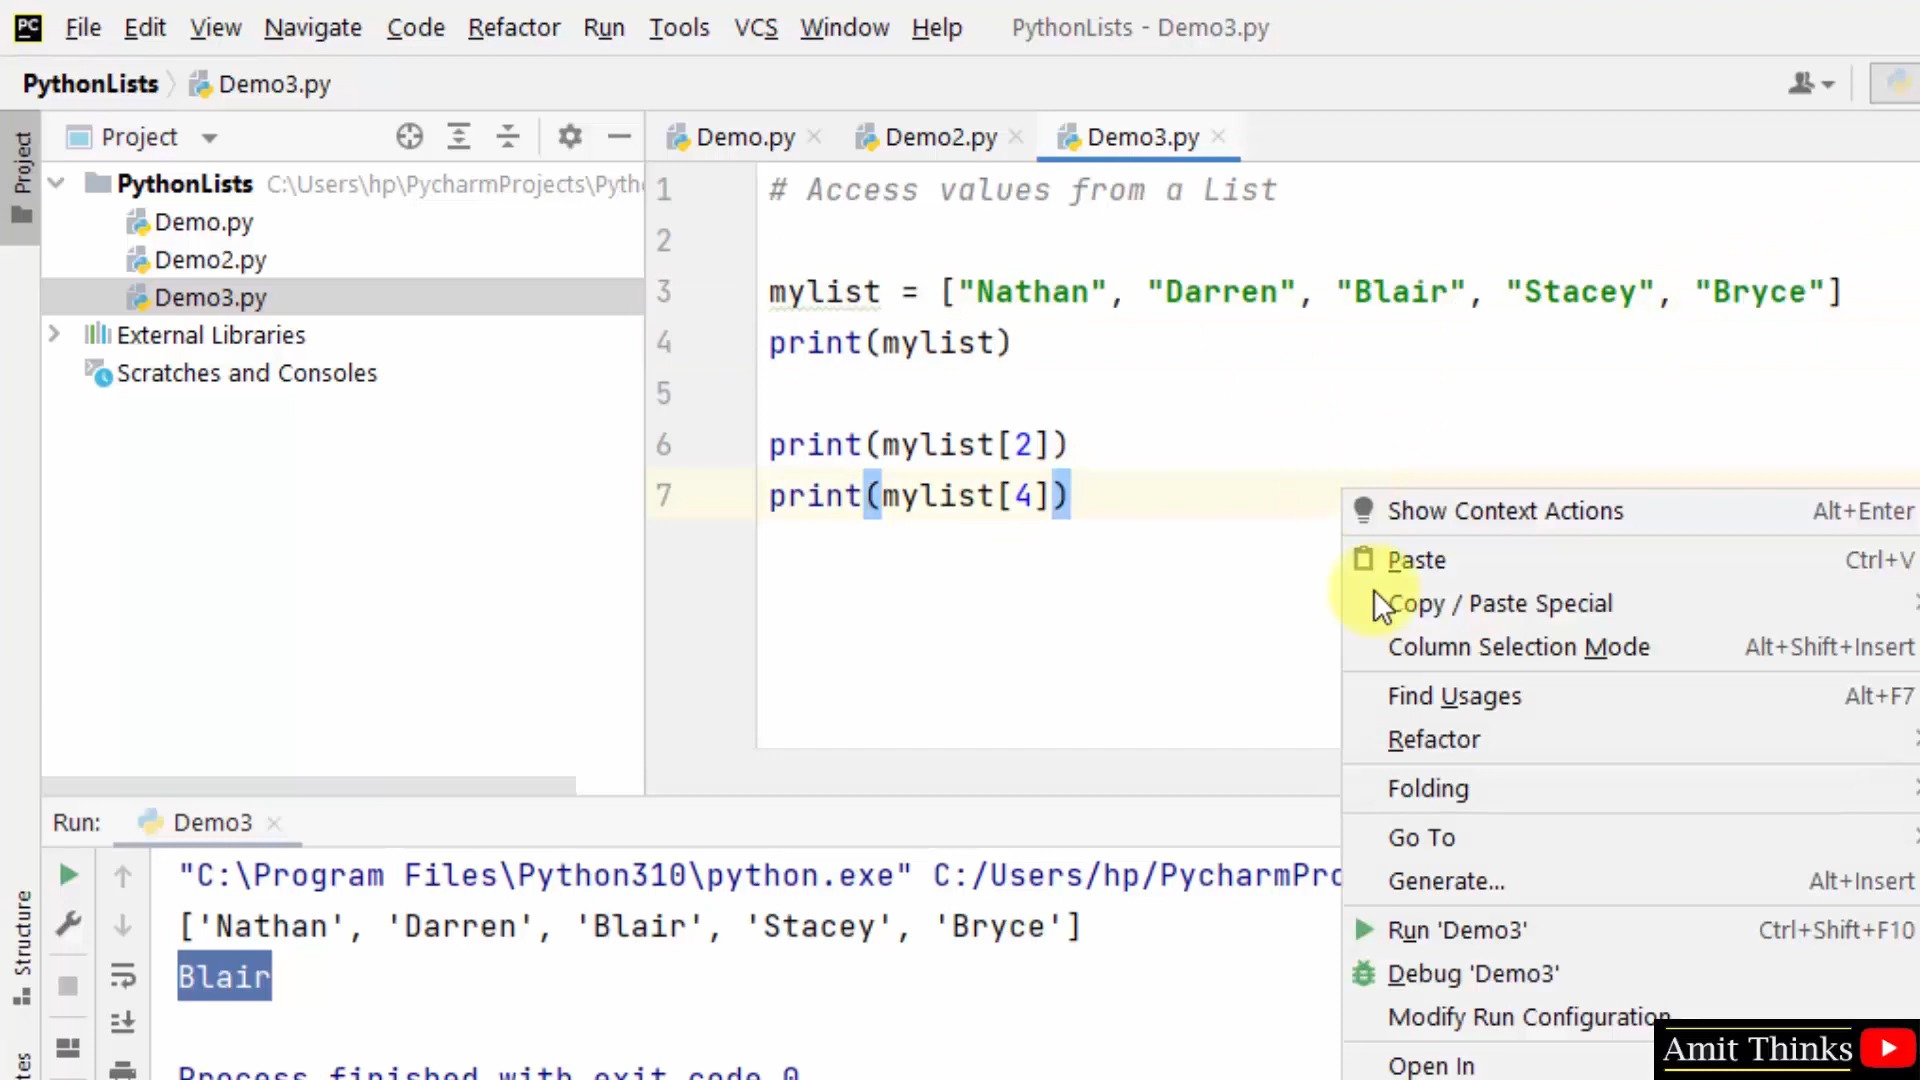 PC File Edit View Navigate Code Refactor Run Tools VCS Window Help PythonLists - Demo3.py
PythonLists Demo3.py
Project
Project
Demo.py Demo2.py Demo3.py
PythonLists C:\Users\hp\PycharmProjects\Pyth
Demo.py
Demo2.py
Demo3.py
External Libraries
Scratches and Consoles
1 # Access values from a List
2
3 mylist = ["Nathan", "Darren", "Blair", "Stacey", "Bryce"]
4 print(mylist)
5
6 print(mylist[2])
7 print(mylist[4])
Show Context Actions Alt+Enter
Paste Ctrl+V
Copy / Paste Special
Column Selection Mode Alt+Shift+Insert
Find Usages Alt+F7
Refactor
Folding
Go To
Generate... Alt+Insert
Run 'Demo3' Ctrl+Shift+F10
Debug 'Demo3'
Modify Run Configuration
Open In
Run: Demo3
"C:\Program Files\Python310\python.exe" C:/Users/hp/PycharmPro
['Nathan', 'Darren', 'Blair', 'Stacey', 'Bryce']
Blair
Process finished with exit code 0
Structure
Amit Thinks